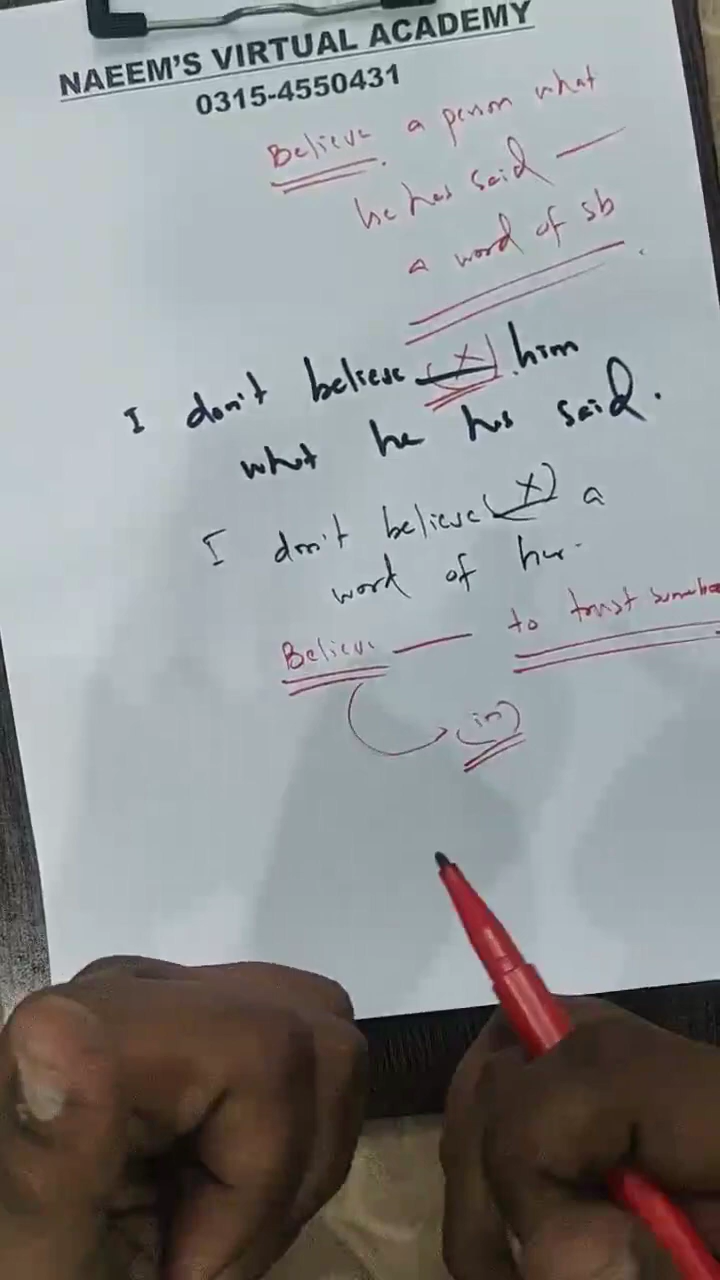 NAEEM'S VIRTUAL ACADEMY
0315-4550431
Believe a person what
he has said —
a word of sb
I don't believe (X) him
what he has said.
I don't believe (X) a
word of her.
Believe — to trust
(in)